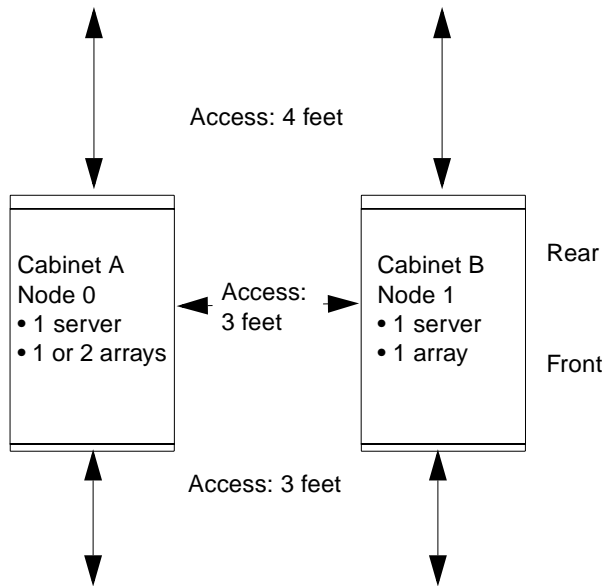 Access: 4 feet
Cabinet A
Node 0
• 1 server
• 1 or 2 arrays
Access:
3 feet
Cabinet B
Node 1
• 1 server
• 1 array
Rear
Front
Access: 3 feet